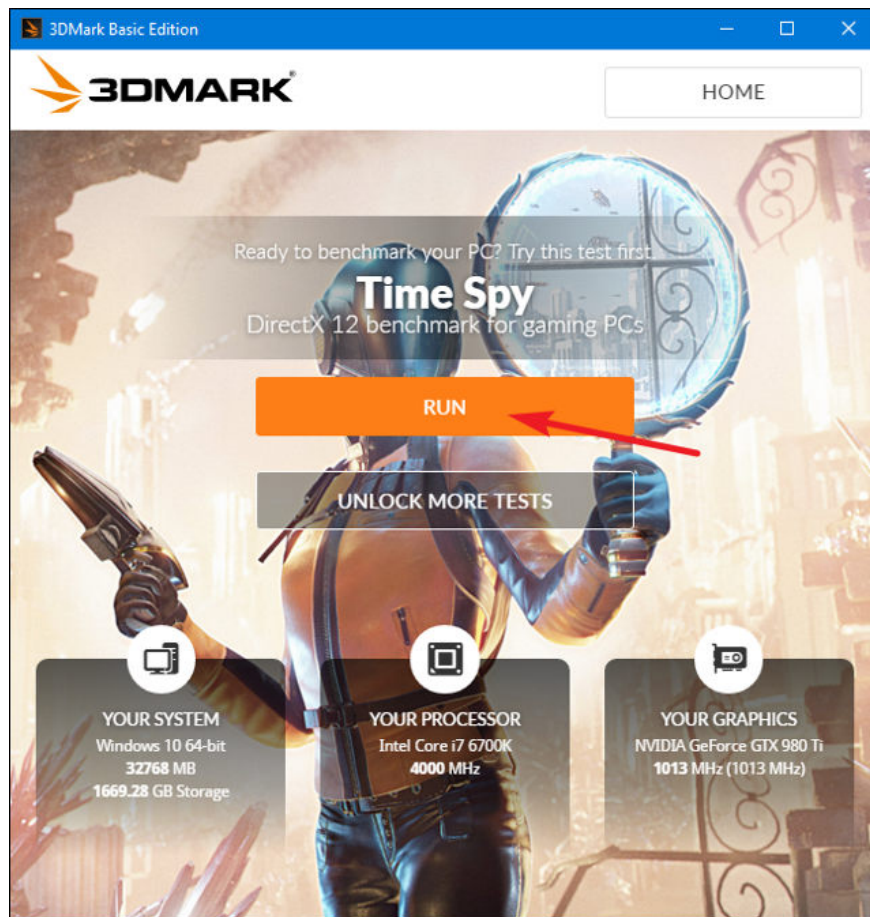 3DMark Basic Edition
3DMARK
HOME
Ready to benchmark your PC? Try this test first.
Time Spy
DirectX 12 benchmark for gaming PCs
RUN
UNLOCK MORE TESTS
YOUR SYSTEM
Windows 10 64-bit
32768 MB
1669.28 GB Storage
YOUR PROCESSOR
Intel Core i7 6700K
4000 MHz
YOUR GRAPHICS
NVIDIA GeForce GTX 980 Ti
1013 MHz (1013 MHz)